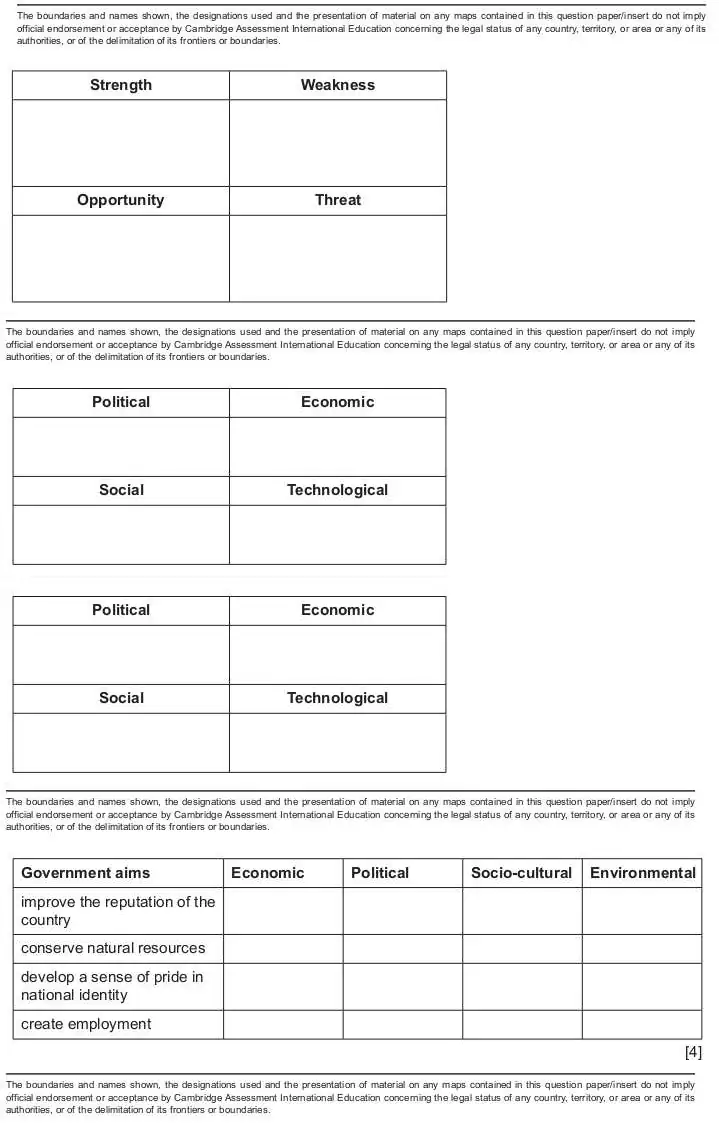 The boundaries and names shown, the designations used and the presentation of material on any maps contained in this question paper/insert do not imply
official endorsement or acceptance by Cambridge Assessment International Education concerning the legal status of any country, territory, or area or any of its
authorities, or of the delimitation of its frontiers or boundaries.
Strength Weakness
Opportunity Threat
The boundaries and names shown, the designations used and the presentation of material on any maps contained in this question paper/insert do not imply
official endorsement or acceptance by Cambridge Assessment International Education concerning the legal status of any country, territory, or area or any of its
authorities, or of the delimitation of its frontiers or boundaries.
Political Economic
Social Technological
Political Economic
Social Technological
The boundaries and names shown, the designations used and the presentation of material on any maps contained in this question paper/insert do not imply
official endorsement or acceptance by Cambridge Assessment International Education concerning the legal status of any country, territory, or area or any of its
authorities, or of the delimitation of its frontiers or boundaries.
Government aims Economic Political Socio-cultural Environmental
improve the reputation of the
country
conserve natural resources
develop a sense of pride in
national identity
create employment
[4]
The boundaries and names shown, the designations used and the presentation of material on any maps contained in this question paper/insert do not imply
official endorsement or acceptance by Cambridge Assessment International Education concerning the legal status of any country, territory, or area or any of its
authorities, or of the delimitation of its frontiers or boundaries.